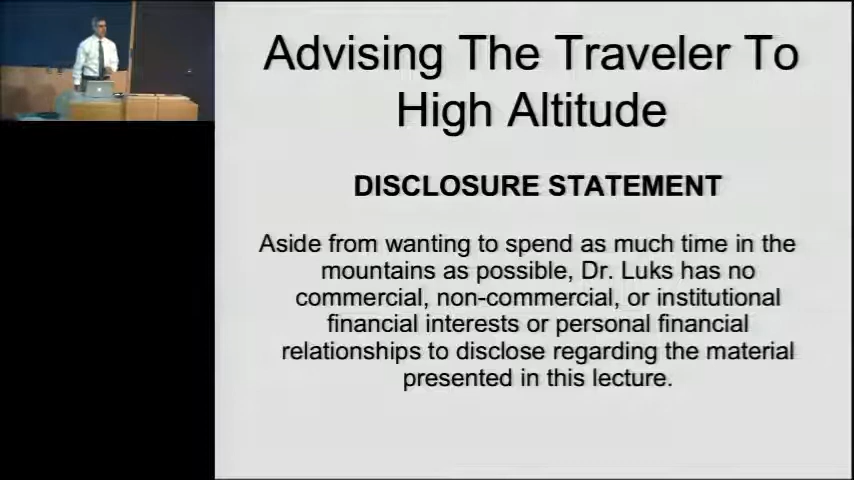 Advising The Traveler To
High Altitude
DISCLOSURE STATEMENT
Aside from wanting to spend as much time in the
mountains as possible, Dr. Luks has no
commercial, non-commercial, or institutional
financial interests or personal financial
relationships to disclose regarding the material
presented in this lecture.